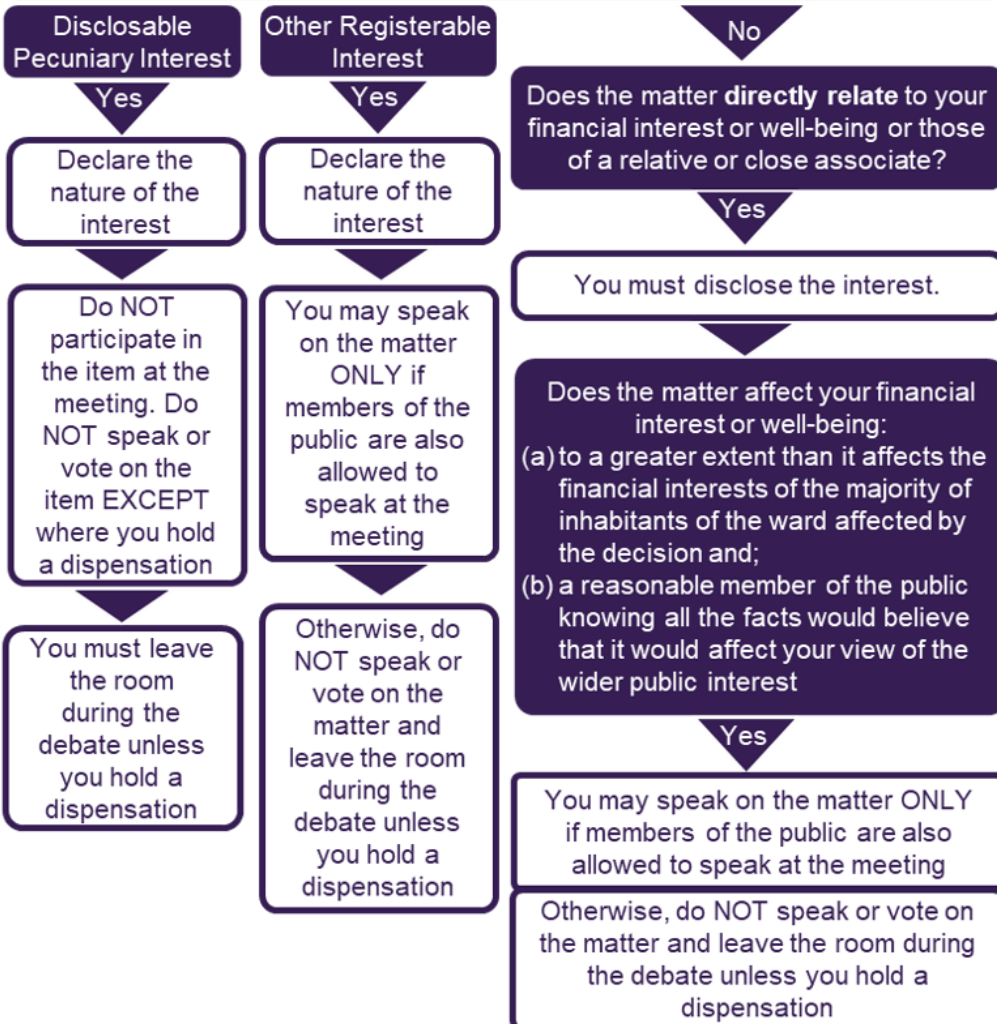 Disclosable
Pecuniary Interest
Yes
Declare the
nature of the
interest
Do NOT
participate in
the item at the
meeting. Do
NOT speak or
vote on the
item EXCEPT
where you hold
a dispensation
You must leave
the room
during the
debate unless
you hold a
dispensation
Other Registerable
Interest
Yes
Declare the
nature of the
interest
You may speak
on the matter
ONLY if
members of the
public are also
allowed to
speak at the
meeting
Otherwise, do
NOT speak or
vote on the
matter and
leave the room
during the
debate unless
you hold a
dispensation
No
Does the matter directly relate to your
financial interest or well-being or those
of a relative or close associate?
Yes
You must disclose the interest.
Does the matter affect your financial
interest or well-being:
(a) to a greater extent than it affects the
financial interests of the majority of
inhabitants of the ward affected by
the decision and;
(b) a reasonable member of the public
knowing all the facts would believe
that it would affect your view of the
wider public interest
Yes
You may speak on the matter ONLY
if members of the public are also
allowed to speak at the meeting
Otherwise, do NOT speak or vote on
the matter and leave the room during
the debate unless you hold a
dispensation